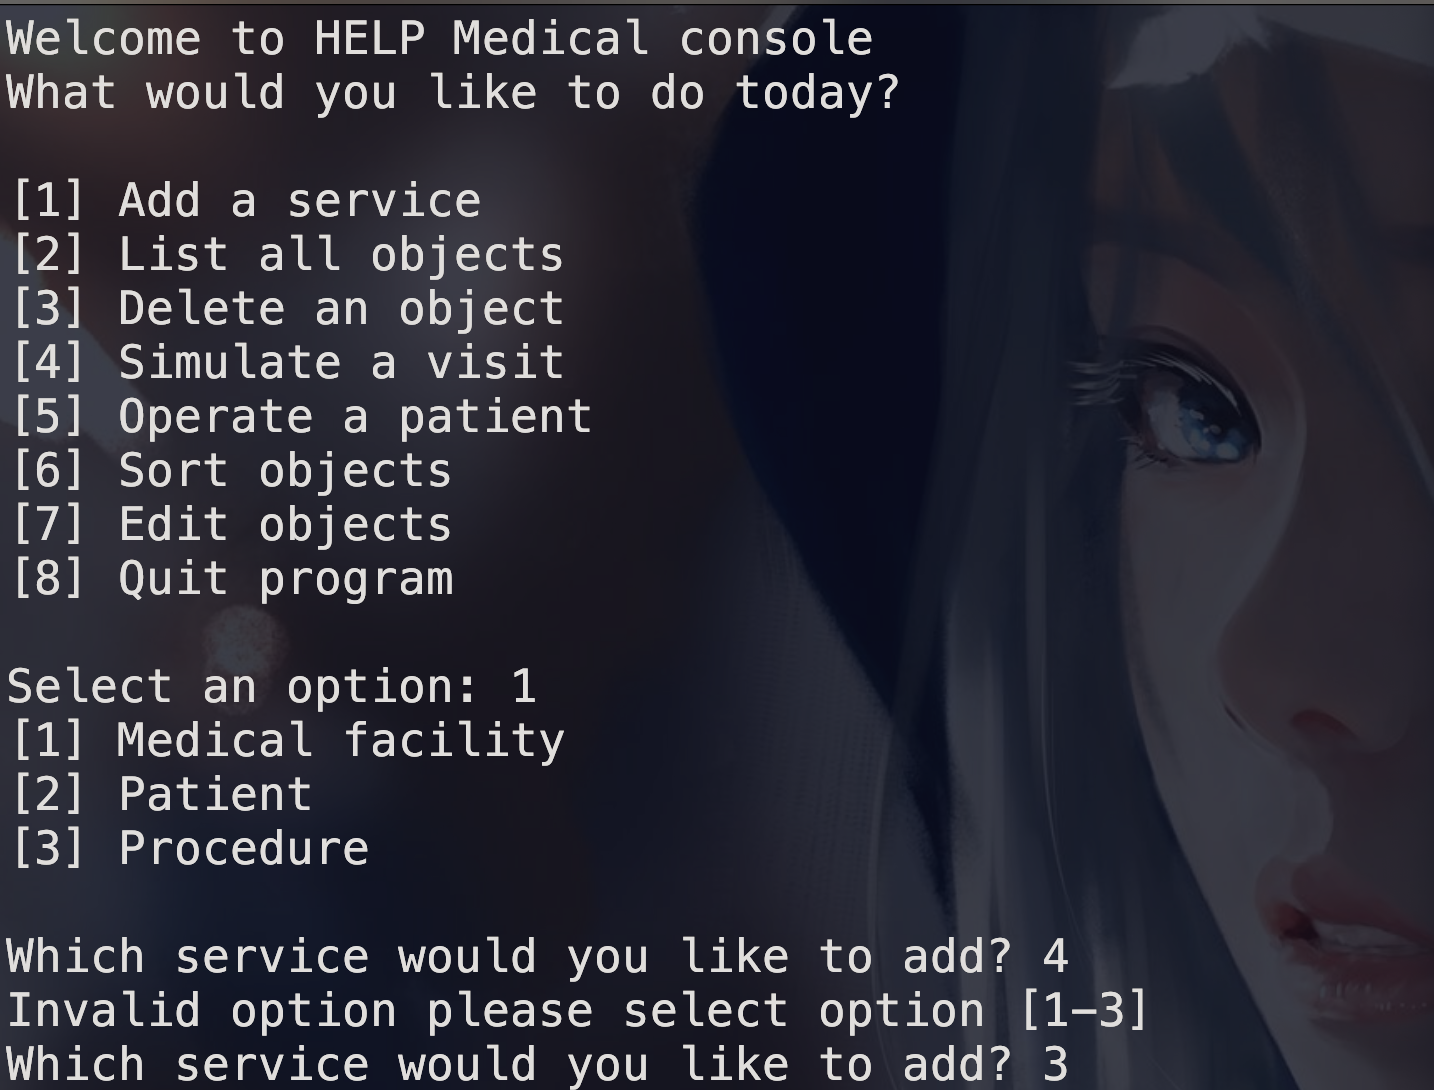 Welcome to HELP Medical console
What would you like to do today?
[1] Add a service
[2] List all objects
[3] Delete an object
[4] Simulate a visit
[5] Operate a patient
[6] Sort objects
[7] Edit objects
[8] Quit program
Select an option: 1
[1] Medical facility
[2] Patient
[3] Procedure
Which service would you like to add? 4
Invalid option please select option [1-3]
Which service would you like to add? 3